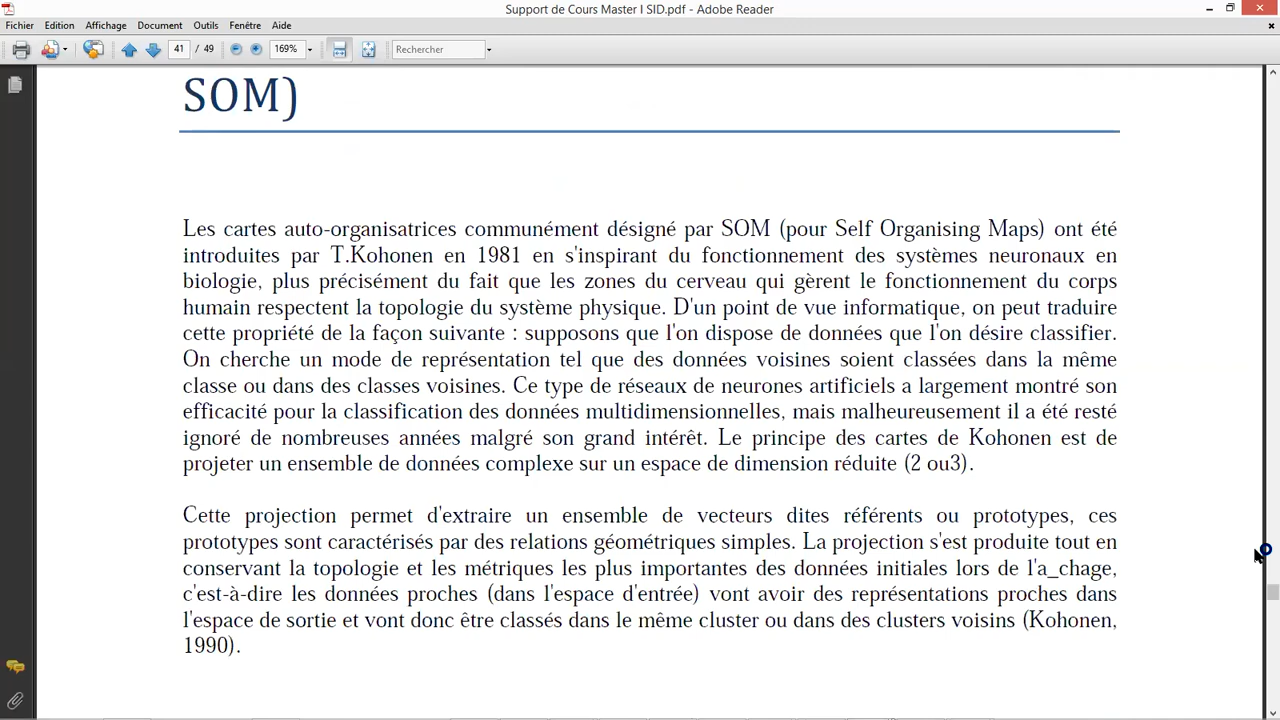 Support de Cours Master I SID.pdf - Adobe Reader
Fichier Edition Affichage Document Outils Fenêtre Aide
41 / 49 169% Rechercher
SOM)
Les cartes auto-organisatrices communément désigné par SOM (pour Self Organising Maps) ont été
introduites par T.Kohonen en 1981 en s'inspirant du fonctionnement des systèmes neuronaux en
biologie, plus précisément du fait que les zones du cerveau qui gèrent le fonctionnement du corps
humain respectent la topologie du système physique. D'un point de vue informatique, on peut traduire
cette propriété de la façon suivante : supposons que l'on dispose de données que l'on désire classifier.
On cherche un mode de représentation tel que des données voisines soient classées dans la même
classe ou dans des classes voisines. Ce type de réseaux de neurones artificiels a largement montré son
efficacité pour la classification des données multidimensionnelles, mais malheureusement il a été resté
ignoré de nombreuses années malgré son grand intérêt. Le principe des cartes de Kohonen est de
projeter un ensemble de données complexe sur un espace de dimension réduite (2 ou3).
Cette projection permet d'extraire un ensemble de vecteurs dites référents ou prototypes, ces
prototypes sont caractérisés par des relations géométriques simples. La projection s'est produite tout en
conservant la topologie et les métriques les plus importantes des données initiales lors de l'a_chage,
c'est-à-dire les données proches (dans l'espace d'entrée) vont avoir des représentations proches dans
l'espace de sortie et vont donc être classés dans le même cluster ou dans des clusters voisins (Kohonen,
1990).